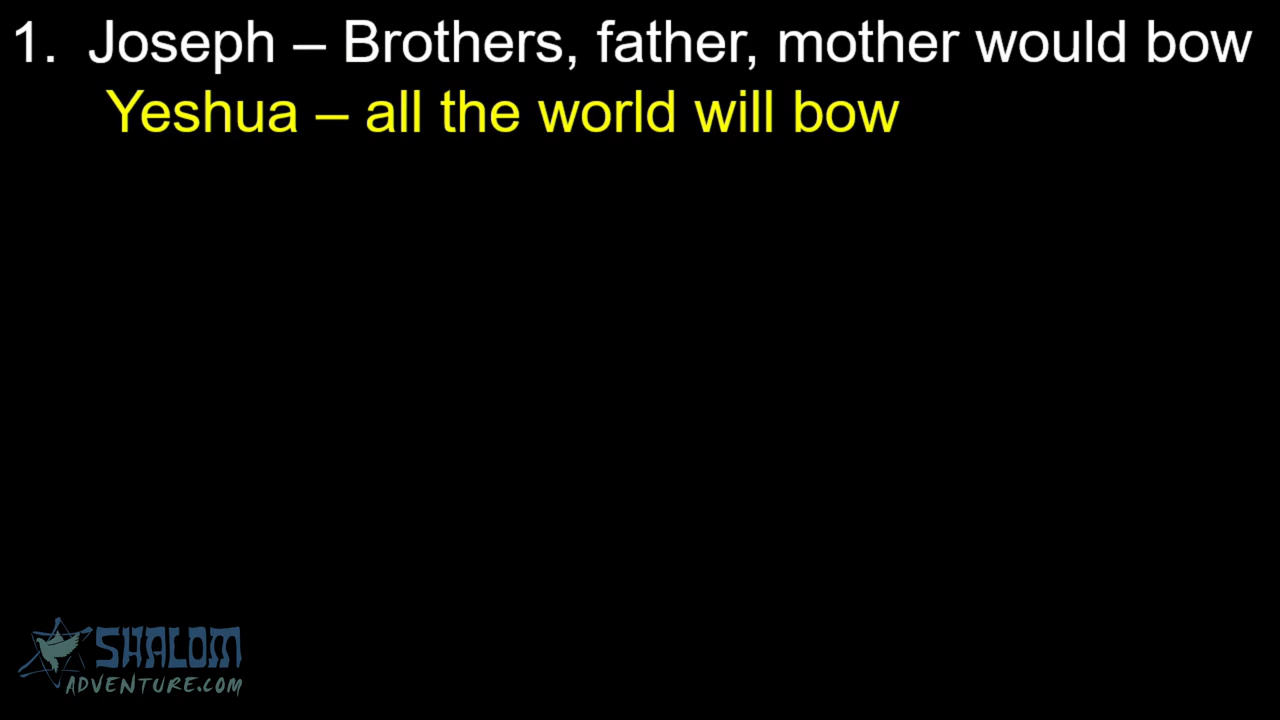 1. Joseph – Brothers, father, mother would bow
Yeshua – all the world will bow
SHALOM
ADVENTURE.COM